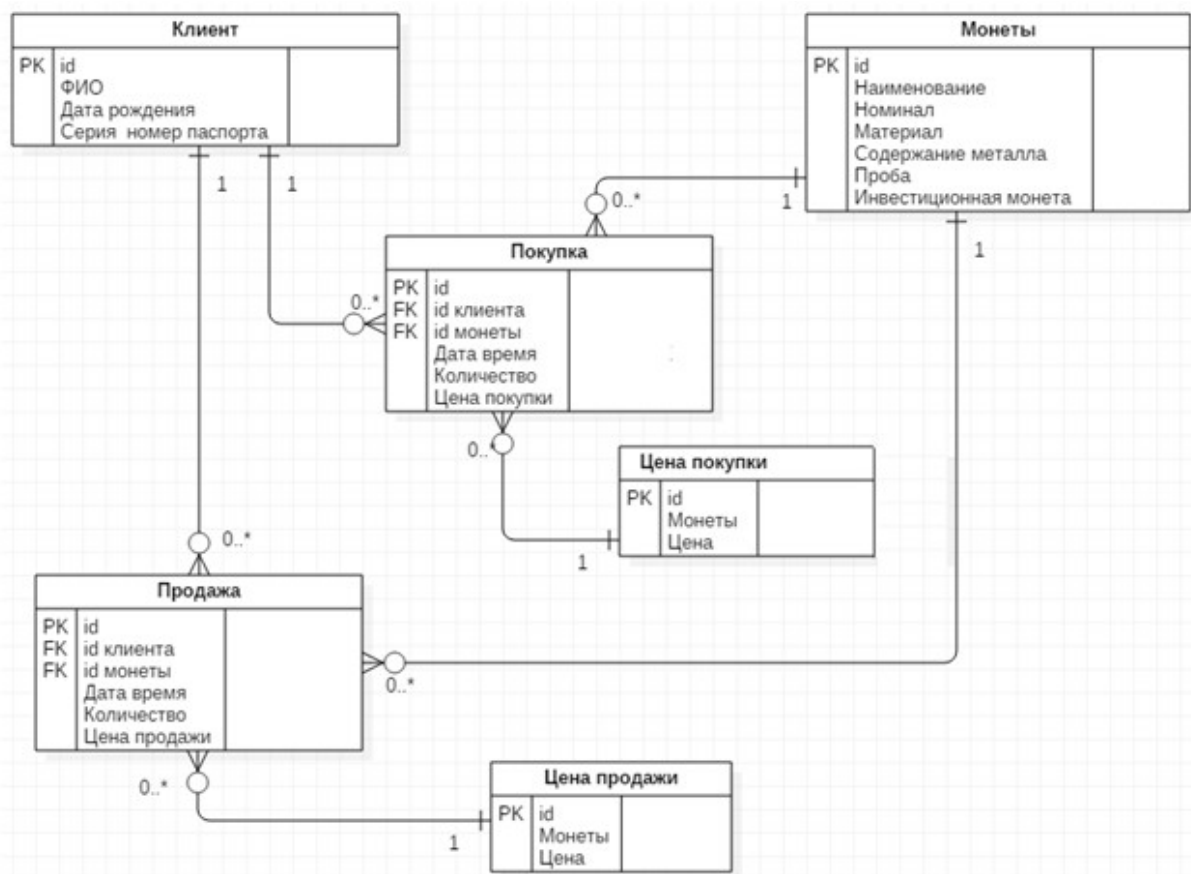 Клиент
PK id
ФИО
Дата рождения
Серия номер паспорта
Монеты
PK id
Наименование
Номинал
Материал
Содержание металла
Проба
Инвестиционная монета
1
1
0..*
1
1
Покупка
PK id
FK id клиента
FK id монеты
Дата время
Количество
Цена покупки
0..*
0..*
Цена покупки
PK id
Монеты
Цена
1
0..*
Продажа
PK id
FK id клиента
FK id монеты
Дата время
Количество
Цена продажи
0..*
0..*
1
Цена продажи
PK id
Монеты
Цена